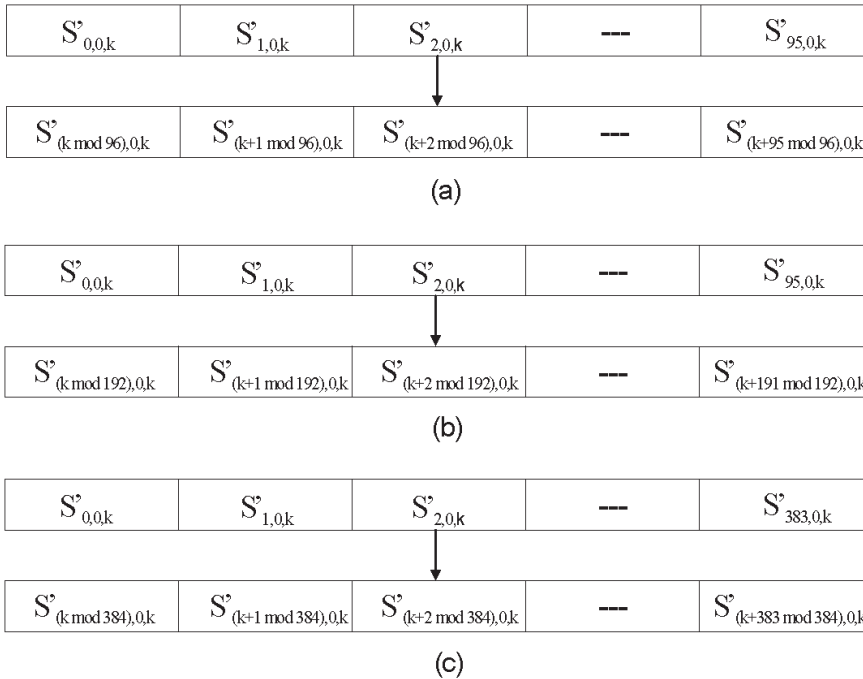 S’0,0,k S’1,0,k S’2,0,k --- S’95,0,k
S’(k mod 96),0,k S’(k+1 mod 96),0,k S’(k+2 mod 96),0,k --- S’(k+95 mod 96),0,k
(a)
S’0,0,k S’1,0,k S’2,0,k --- S’95,0,k
S’(k mod 192),0,k S’(k+1 mod 192),0,k S’(k+2 mod 192),0,k --- S’(k+191 mod 192),0,k
(b)
S’0,0,k S’1,0,k S’2,0,k --- S’383,0,k
S’(k mod 384),0,k S’(k+1 mod 384),0,k S’(k+2 mod 384),0,k --- S’(k+383 mod 384),0,k
(c)